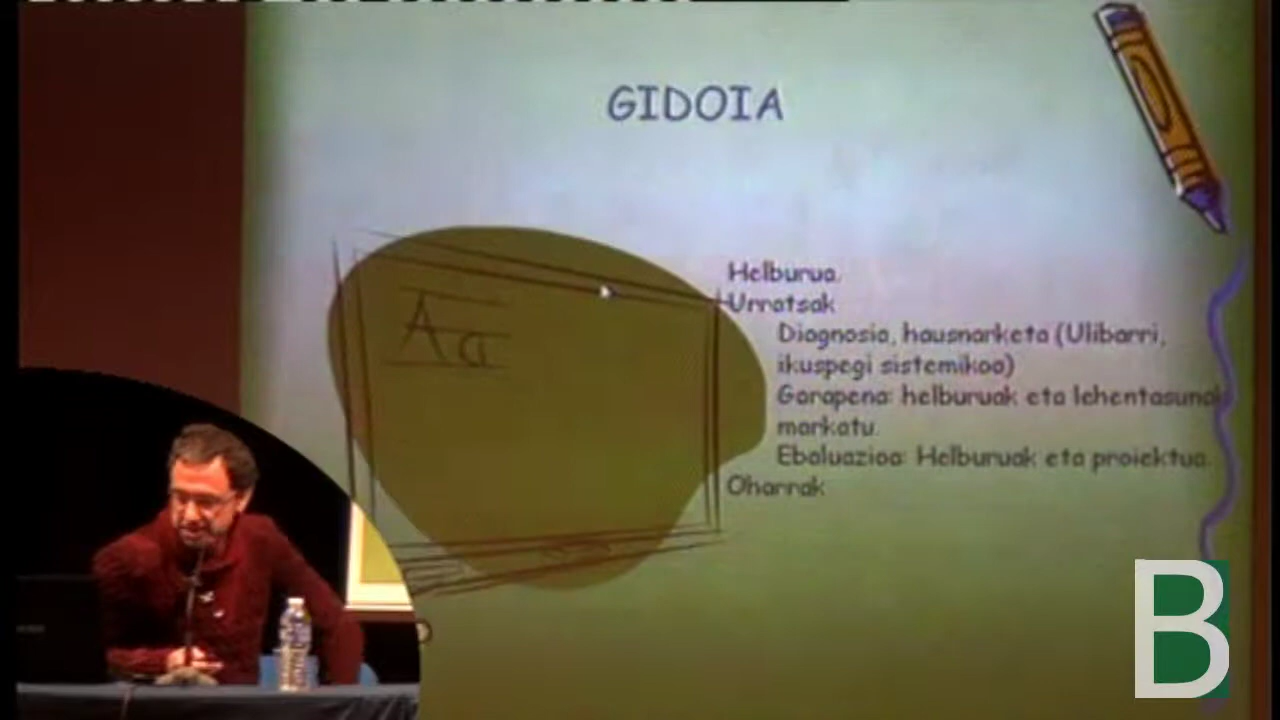 GIDOIA
Aa
Helburua.
Urratsak
Diagnosia, hausnarketa (Ulibarri,
ikuspegi sistemikoa)
Garapena: helburuak eta lehentasunak
markatu.
Ebaluazioa: Helburuak eta proiektua.
Oharrak
B